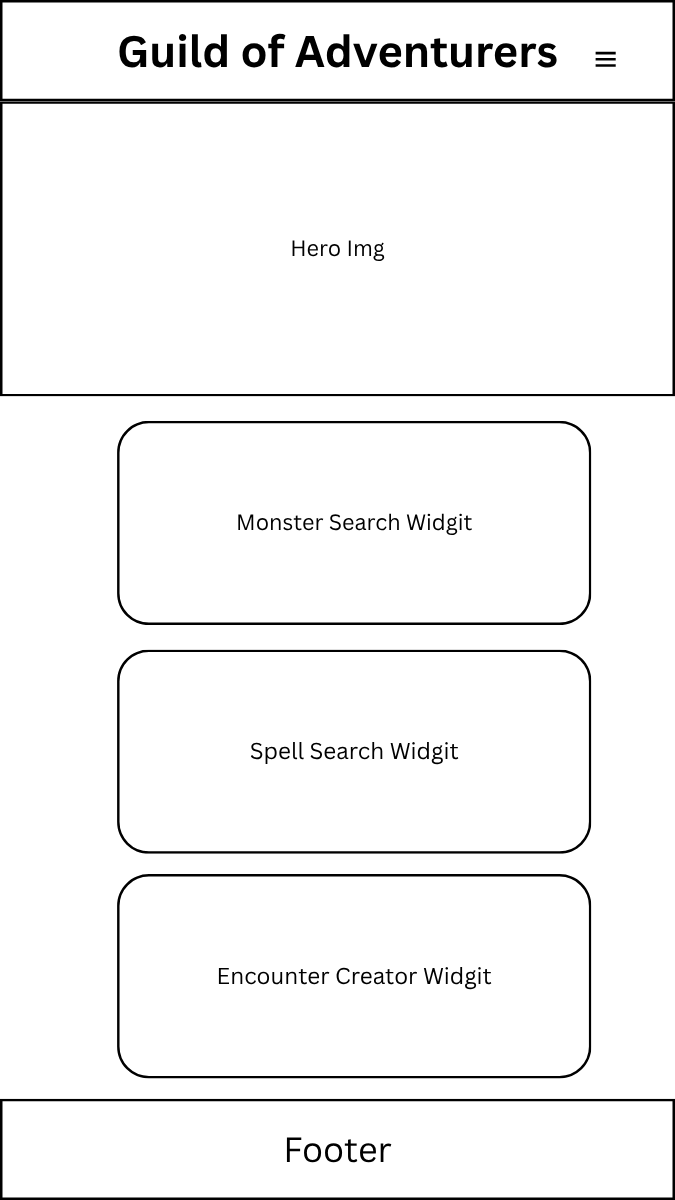 Guild of Adventurers
Hero Img
Monster Search Widgit
Spell Search Widgit
Encounter Creator Widgit
Footer